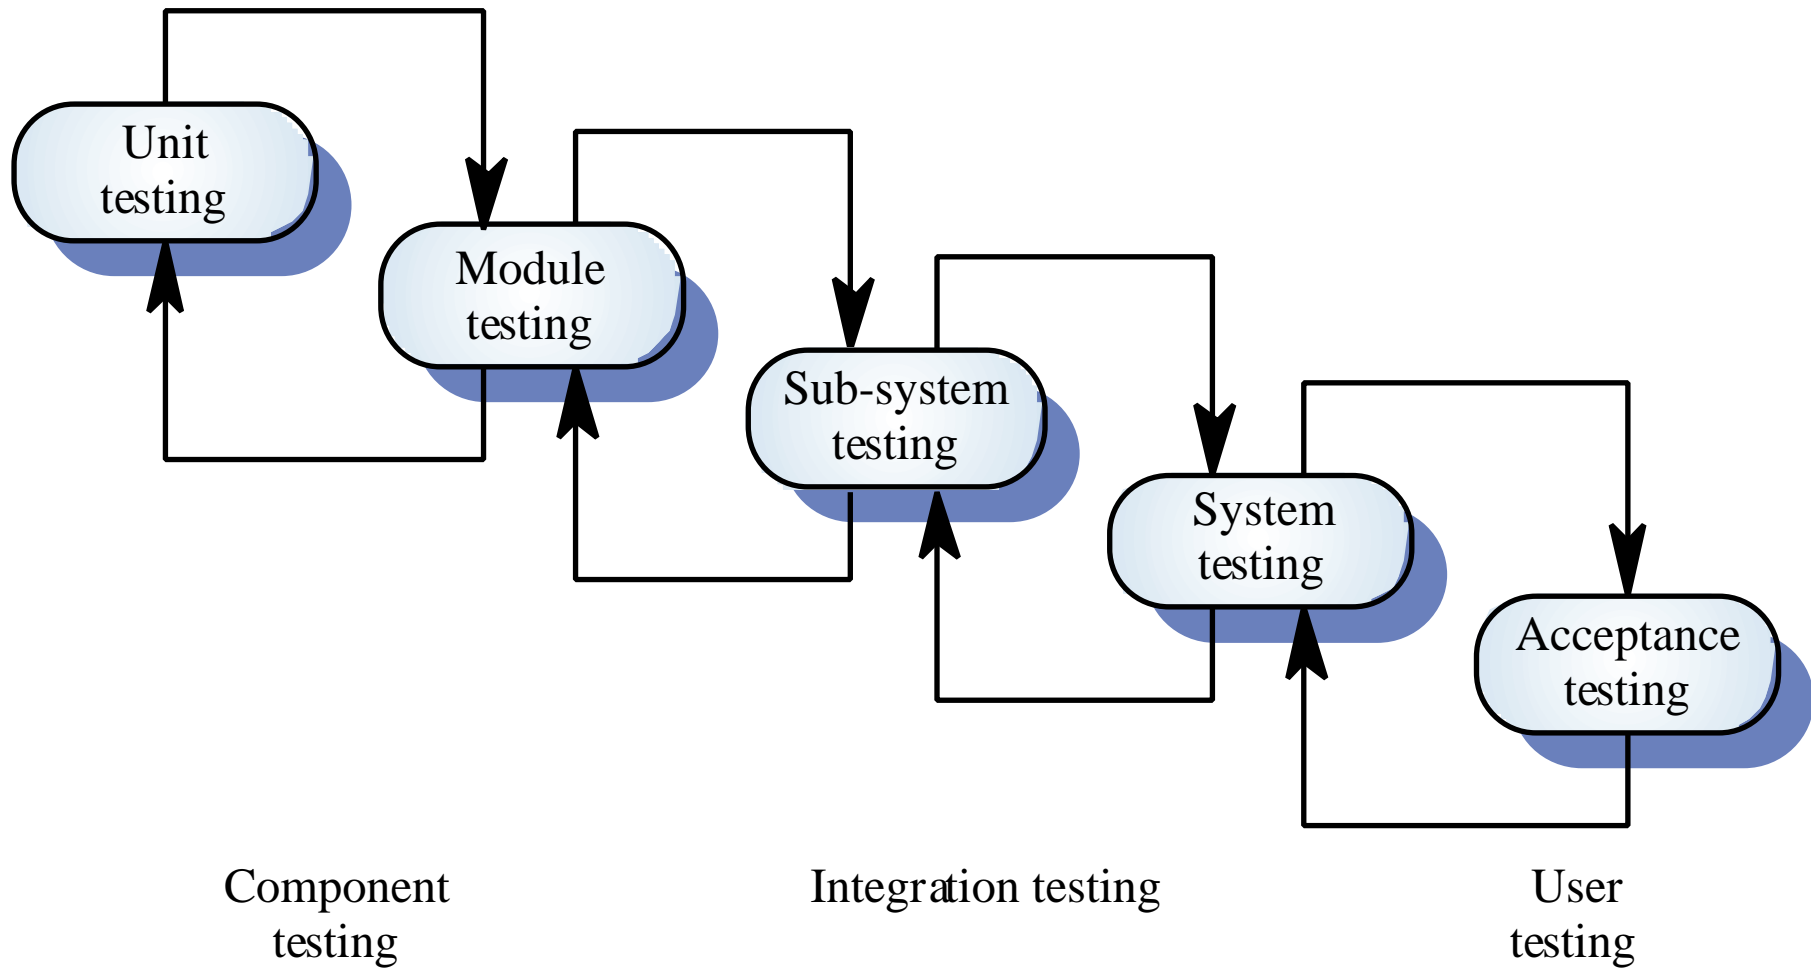 Unit
testing
Module
testing
Sub-system
testing
System
testing
Acceptance
testing
Component
testing
Integration testing
User
testing